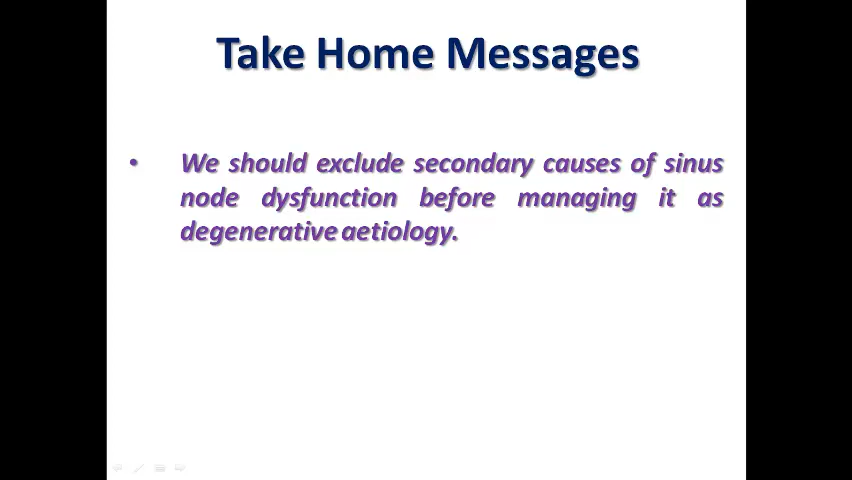 Take Home Messages
• We should exclude secondary causes of sinus
node dysfunction before managing it as
degenerative aetiology.